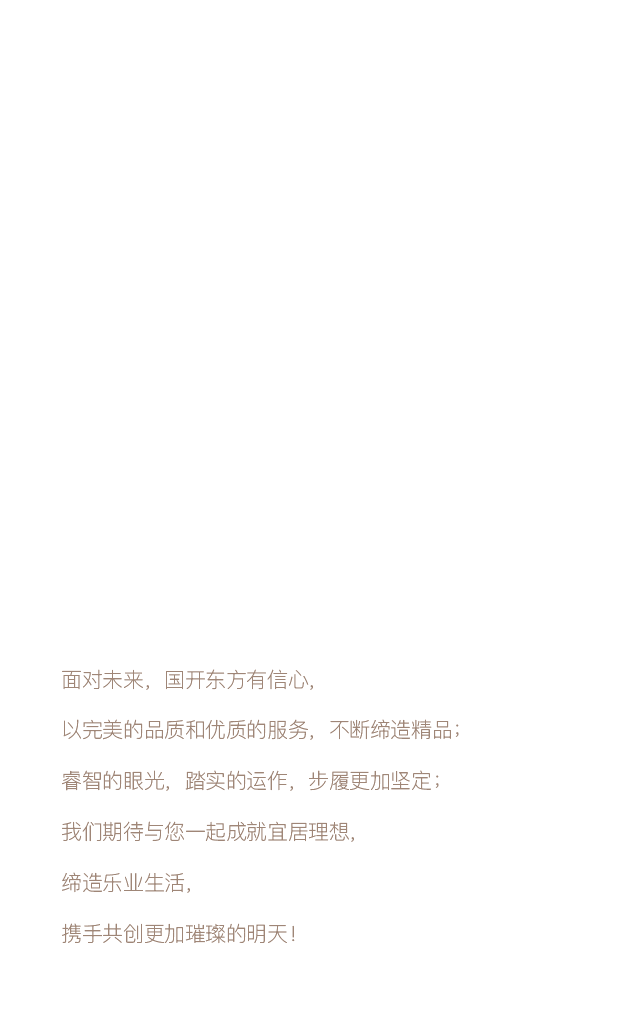 面对未来，国开东方有信心，
以完美的品质和优质的服务，不断缔造精品；
睿智的眼光，踏实的运作，步履更加坚定；
我们期待与您一起成就宜居理想，
缔造乐业生活，
携手共创更加璀璨的明天！